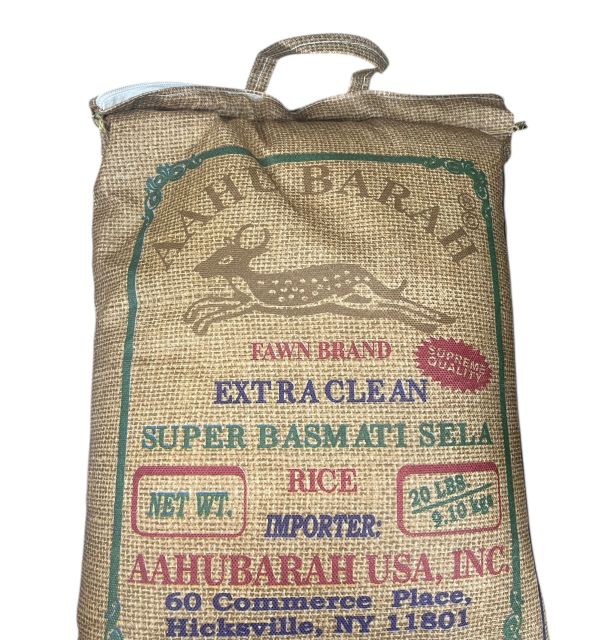 AAHU BARAH
FAWN BRAND
SUPREME
QUALITY
EXTRA CLEAN
SUPER BASMATI SELA
RICE
NET WT.
20 LBS.
9.10 kgs
IMPORTER:
AAHUBARAH USA, INC.
60 Commerce Place,
Hicksville, NY 11801